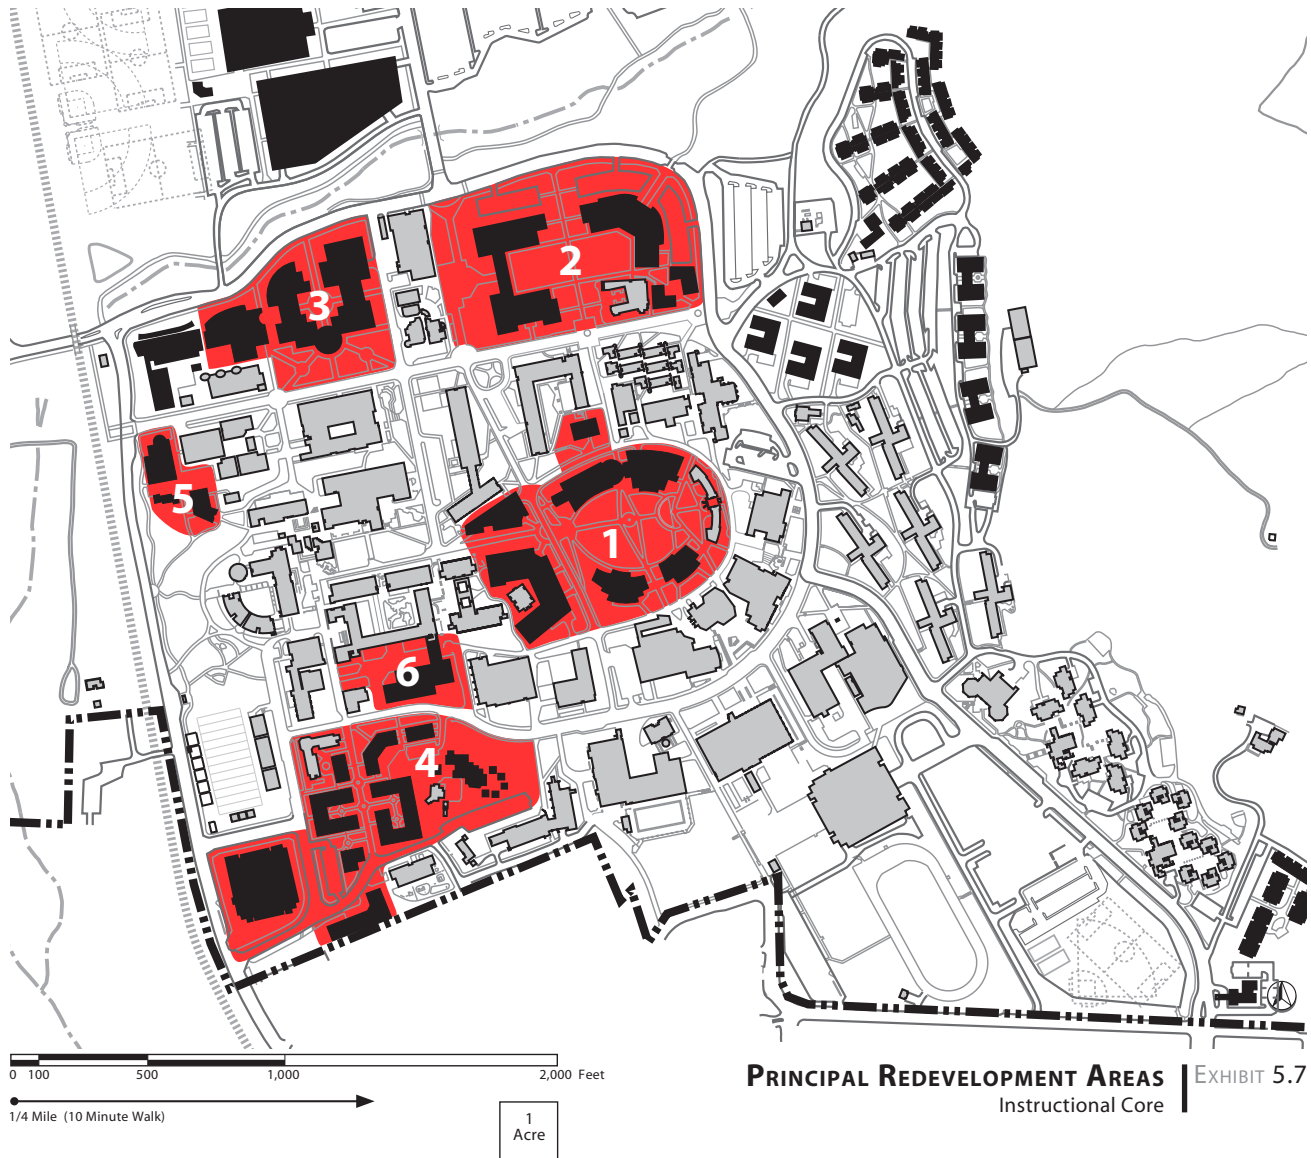 2
3
5
1
6
4
0 100 500 1,000 2,000 Feet
1/4 Mile (10 Minute Walk)
1
Acre
PRINCIPAL REDEVELOPMENT AREAS
Instructional Core
EXHIBIT 5.7